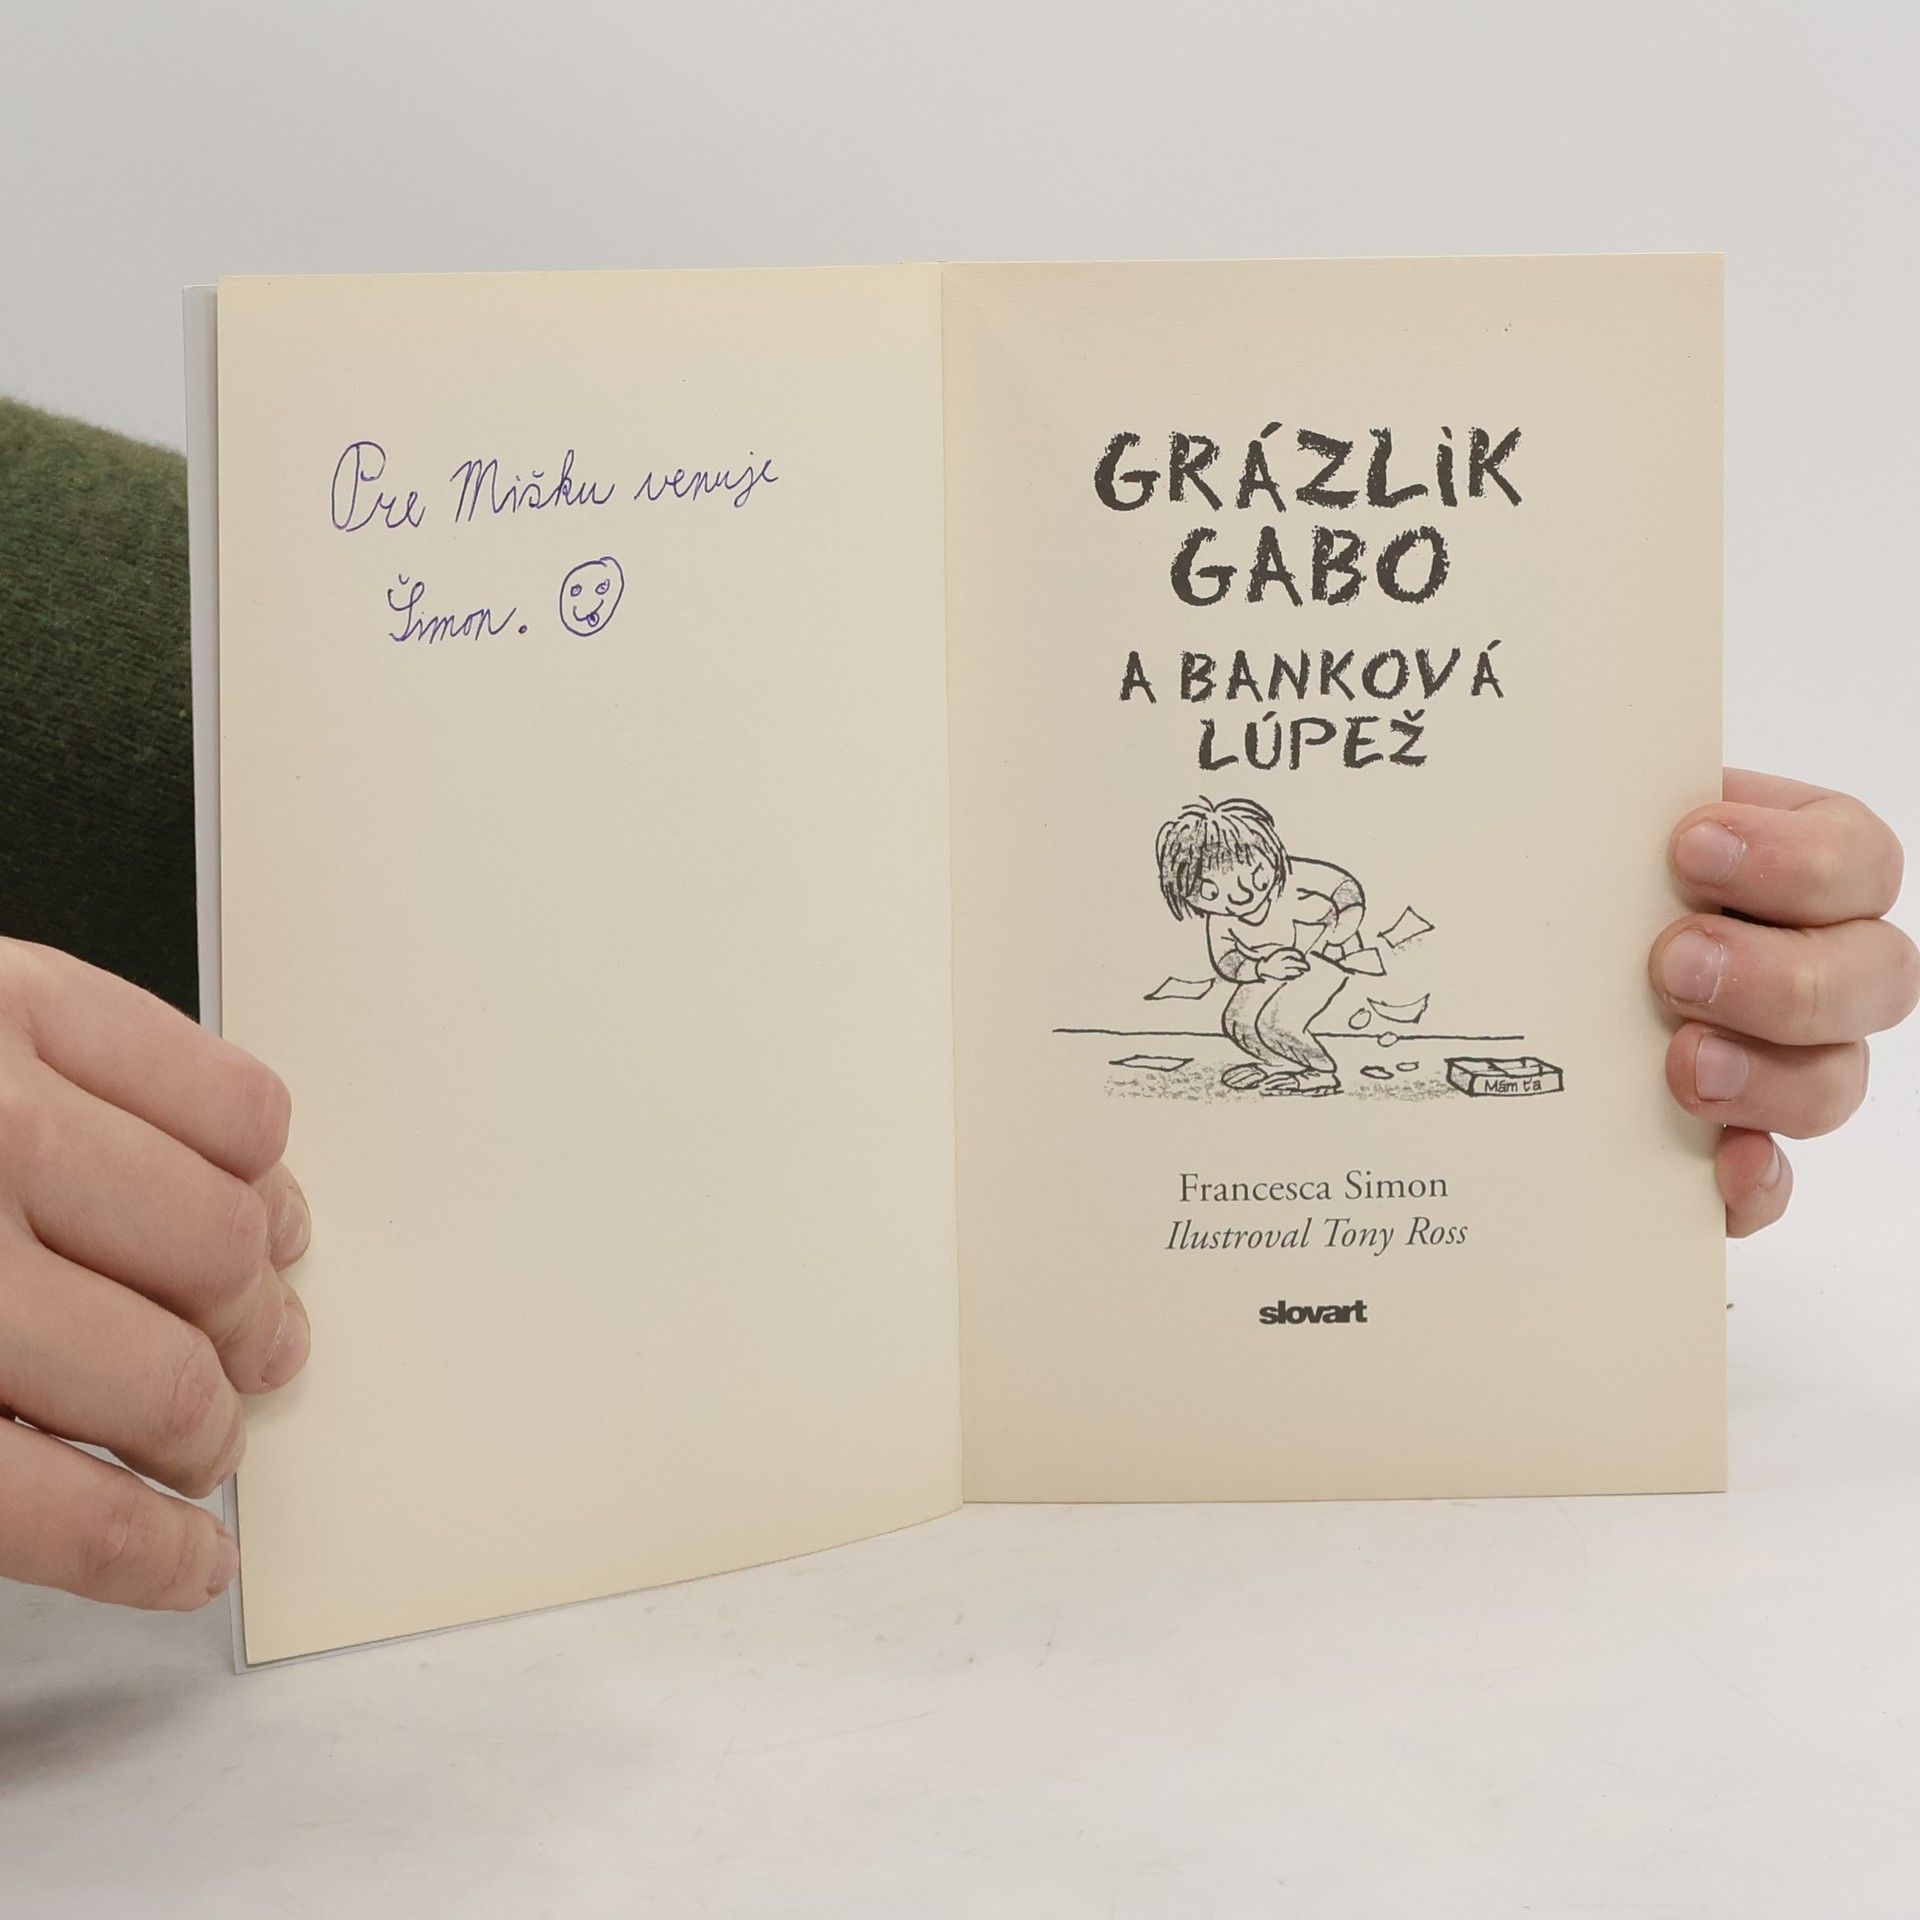 Pre Mišku venuje
Šimon.
GRÁZLIK
GABO
A BANKOVÁ
LÚPEŽ
Mám ťa
Francesca Simon
Ilustroval Tony Ross
slovart